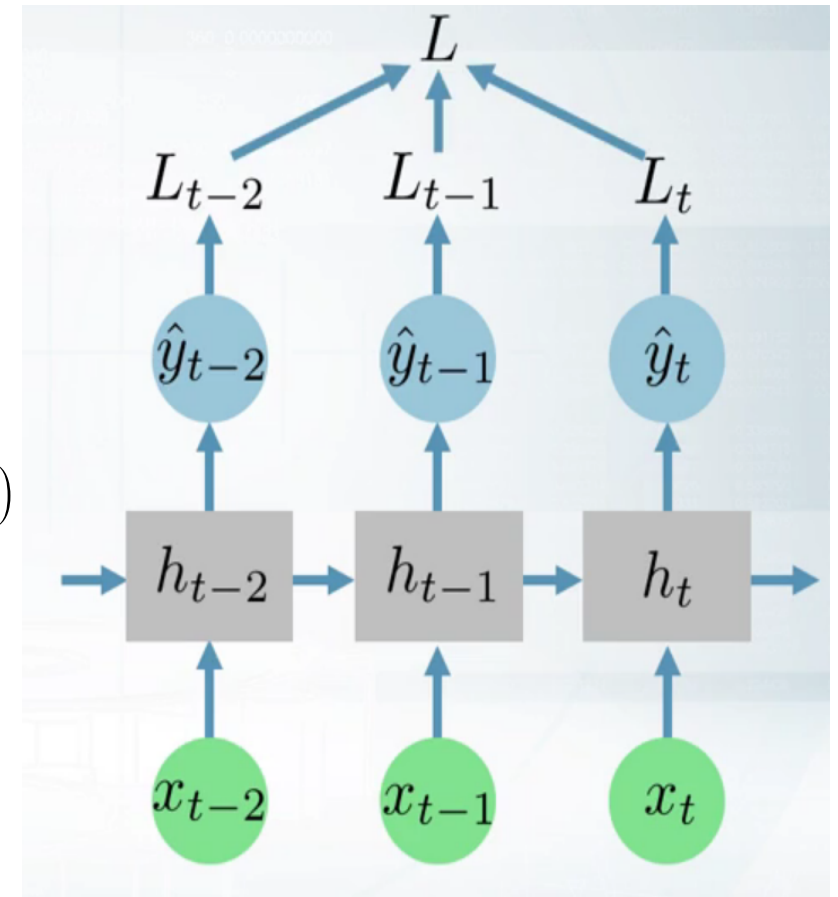 L
L_{t-2} L_{t-1} L_t
ŷ_{t-2} ŷ_{t-1} ŷ_t
)
h_{t-2} h_{t-1} h_t
x_{t-2} x_{t-1} x_t